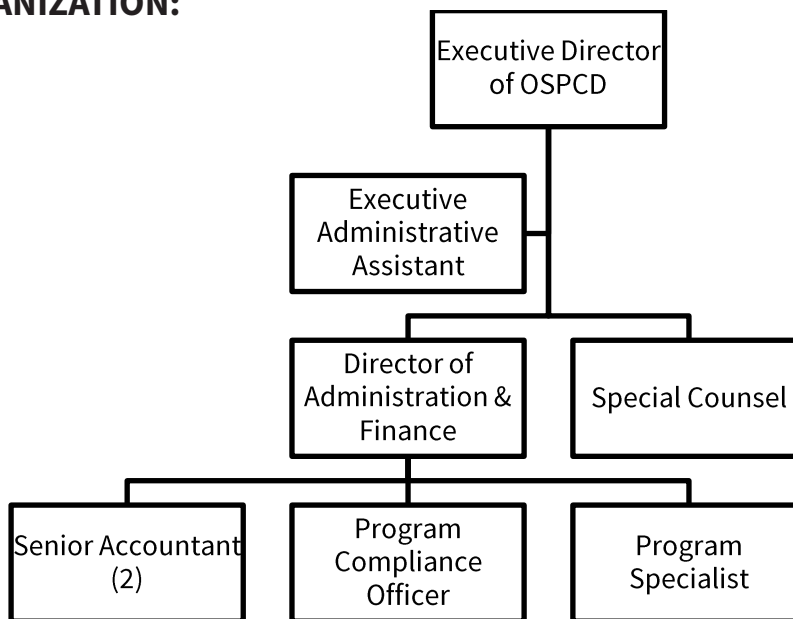 ANIZATION:
Executive Director
of OSPCD
Executive
Administrative
Assistant
Director of
Administration &
Finance
Special Counsel
Senior Accountant
(2)
Program
Compliance
Officer
Program
Specialist